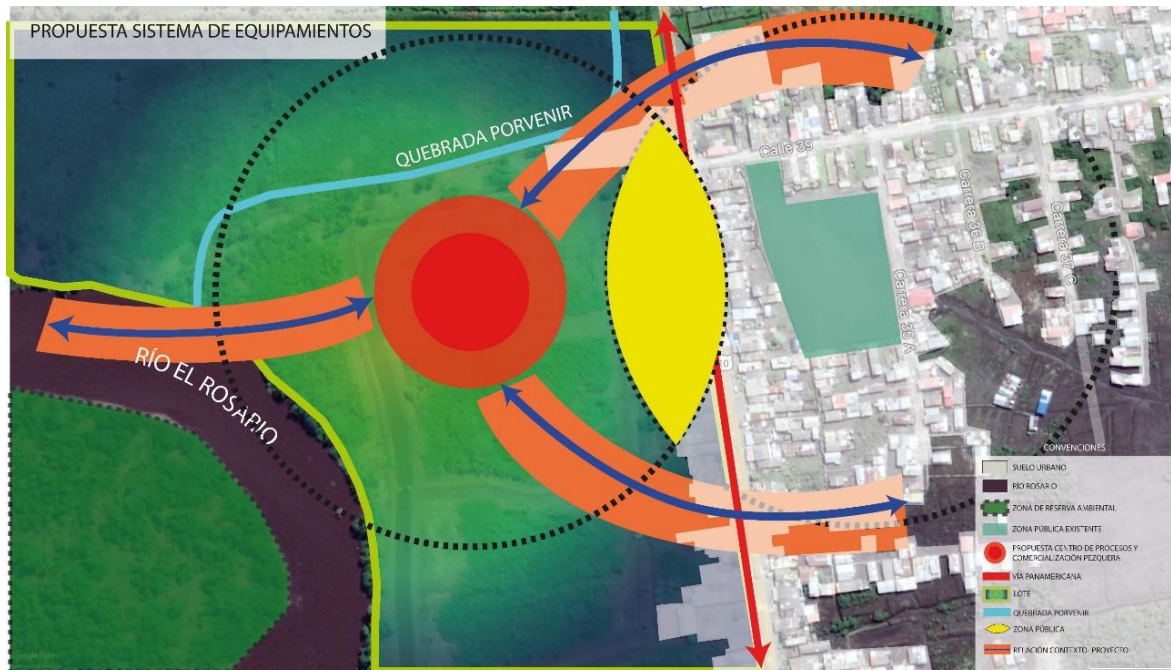 PROPUESTA SISTEMA DE EQUIPAMIENTOS
QUEBRADA PORVENIR
Calle 39
Carrera 36 B
Carrera 37 C
Carrera 35 A
RÍO EL ROSARIO
CONVENCIONES
SUELO URBANO
RÍO ROSARIO
ZONA DE RESERVA AMBIENTAL
ZONA PÚBLICA EXISTENTE
PROPUESTA CENTRO DE PROCESOS Y
COMERCIALIZACIÓN PEZQUERA
VÍA PANAMERICANA
LOTE
QUEBRADA PORVENIR
ZONA PÚBLICA
RELACIÓN CONTEXTO- PROYECTO